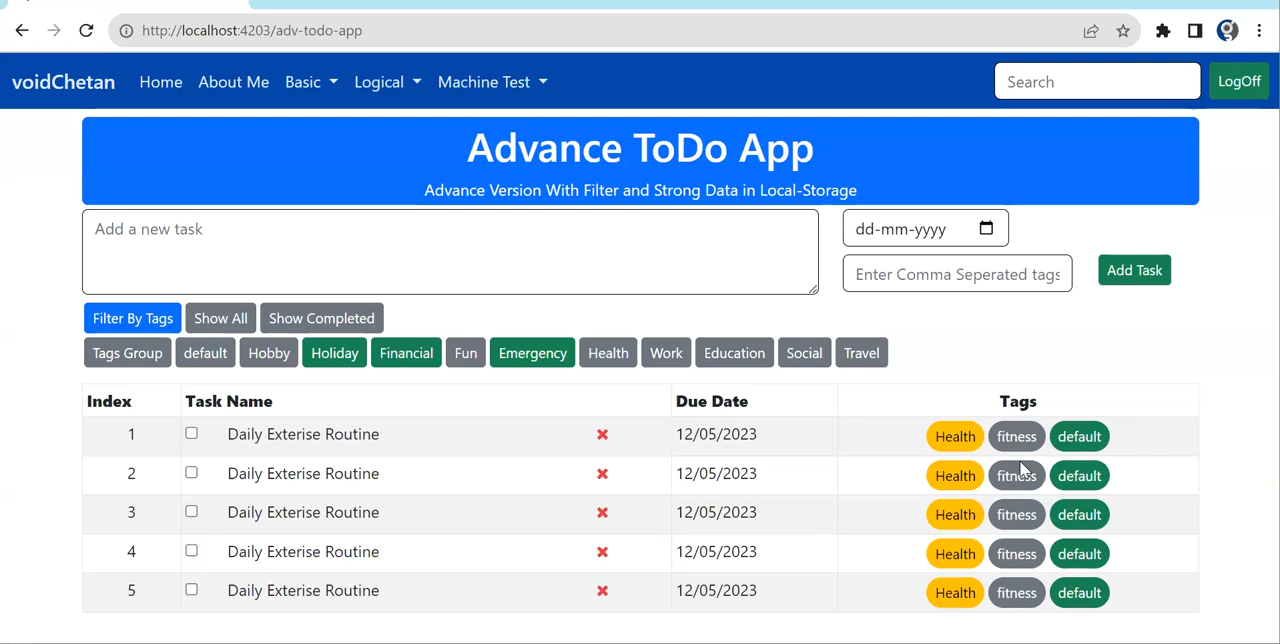 http://localhost:4203/adv-todo-app
voidChetan Home About Me Basic Logical Machine Test Search LogOff
Advance ToDo App
Advance Version With Filter and Strong Data in Local-Storage
Add a new task dd-mm-yyyy
Enter Comma Seperated tags Add Task
Filter By Tags Show All Show Completed
Tags Group default Hobby Holiday Financial Fun Emergency Health Work Education Social Travel
Index Task Name Due Date Tags
1 Daily Exterise Routine 12/05/2023 Health fitness default
2 Daily Exterise Routine 12/05/2023 Health fitness default
3 Daily Exterise Routine 12/05/2023 Health fitness default
4 Daily Exterise Routine 12/05/2023 Health fitness default
5 Daily Exterise Routine 12/05/2023 Health fitness default